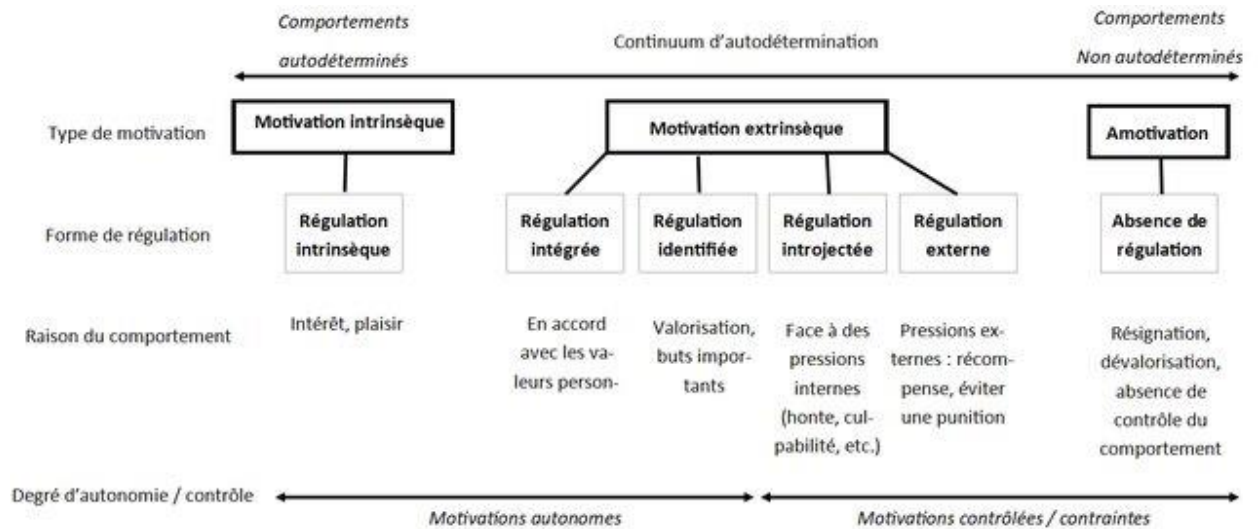 Comportements
autodéterminés
Continuum d'autodétermination
Comportements
Non autodéterminés
Type de motivation
Motivation intrinsèque
Motivation extrinsèque
Amotivation
Forme de régulation
Régulation
intrinsèque
Régulation
intégrée
Régulation
identifiée
Régulation
introjectée
Régulation
externe
Absence de
régulation
Raison du comportement
Intérêt, plaisir
En accord
avec les va-
leurs person-
Valorisation,
buts impor-
tants
Face à des
pressions
internes
(honte, cul-
pabilité, etc.)
Pressions ex-
ternes : récom-
pense, éviter
une punition
Résignation,
dévalorisation,
absence de
contrôle du
comportement
Degré d'autonomie / contrôle
Motivations autonomes
Motivations contrôlées / contraintes